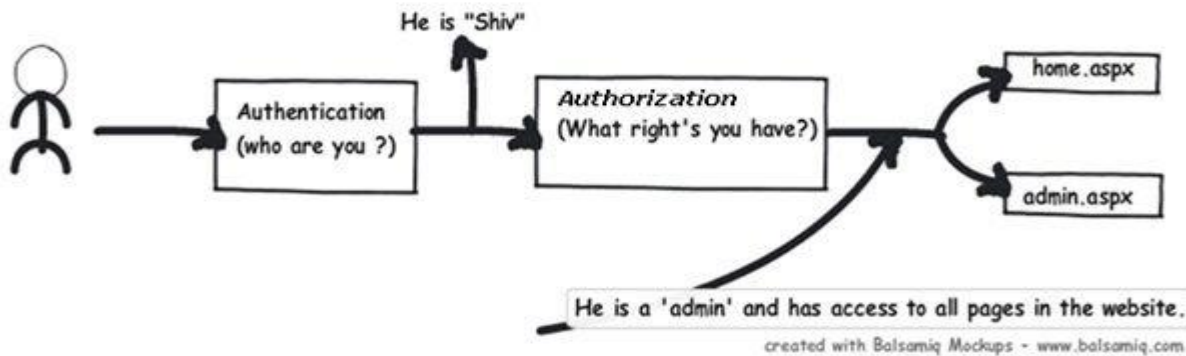 He is "Shiv"
Authentication
(who are you ?)
Authorization
(What right's you have?)
home.aspx
admin.aspx
He is a 'admin' and has access to all pages in the website.
created with Balsamiq Mockups - www.balsamiq.com